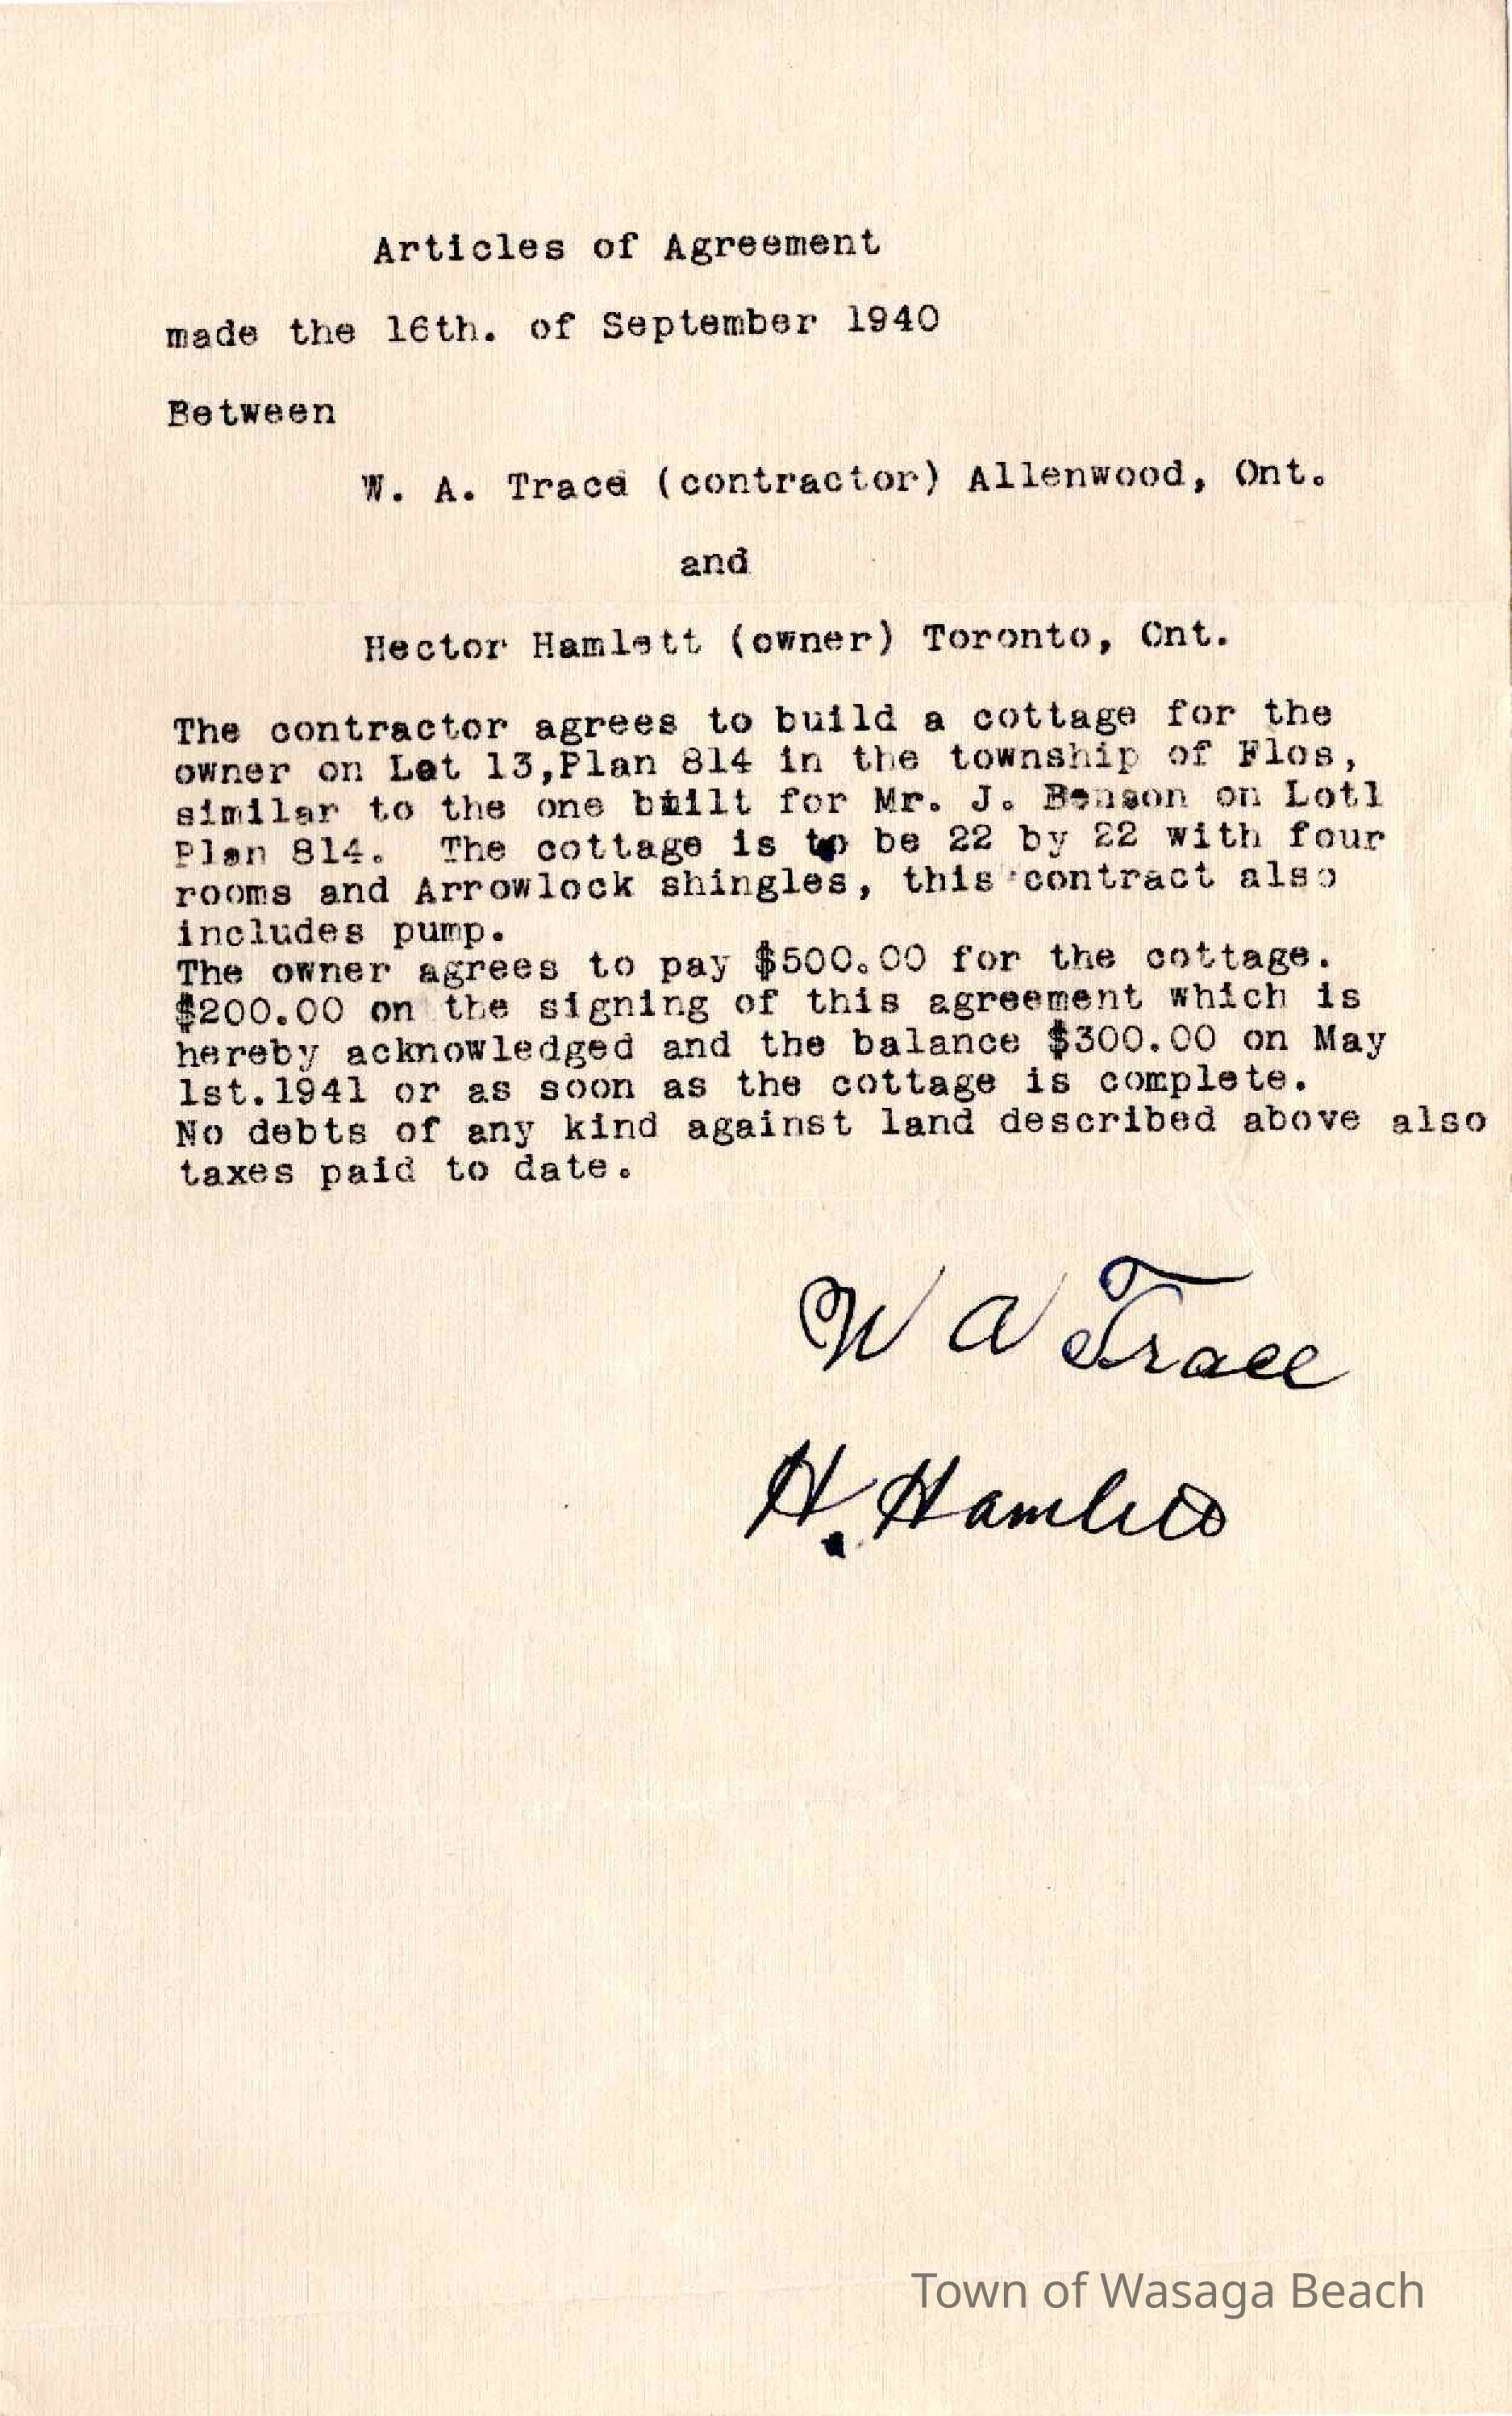 Articles of Agreement
made the 16th. of September 1940
Between
W. A. Trace (contractor) Allenwood, Ont.
and
Hector Hamlett (owner) Toronto, Ont.
The contractor agrees to build a cottage for the
owner on Lot 13,Plan 814 in the township of Flos,
similar to the one built for Mr. J. Benson on Lot1
Plan 814.  The cottage is to be 22 by 22 with four
rooms and Arrowlock shingles, this contract also
includes pump.
The owner agrees to pay $500.00 for the cottage.
$200.00 on the signing of this agreement which is
hereby acknowledged and the balance $300.00 on May
1st.1941 or as soon as the cottage is complete.
No debts of any kind against land described above also
taxes paid to date.
W A Trace
H. Hamlett
Town of Wasaga Beach